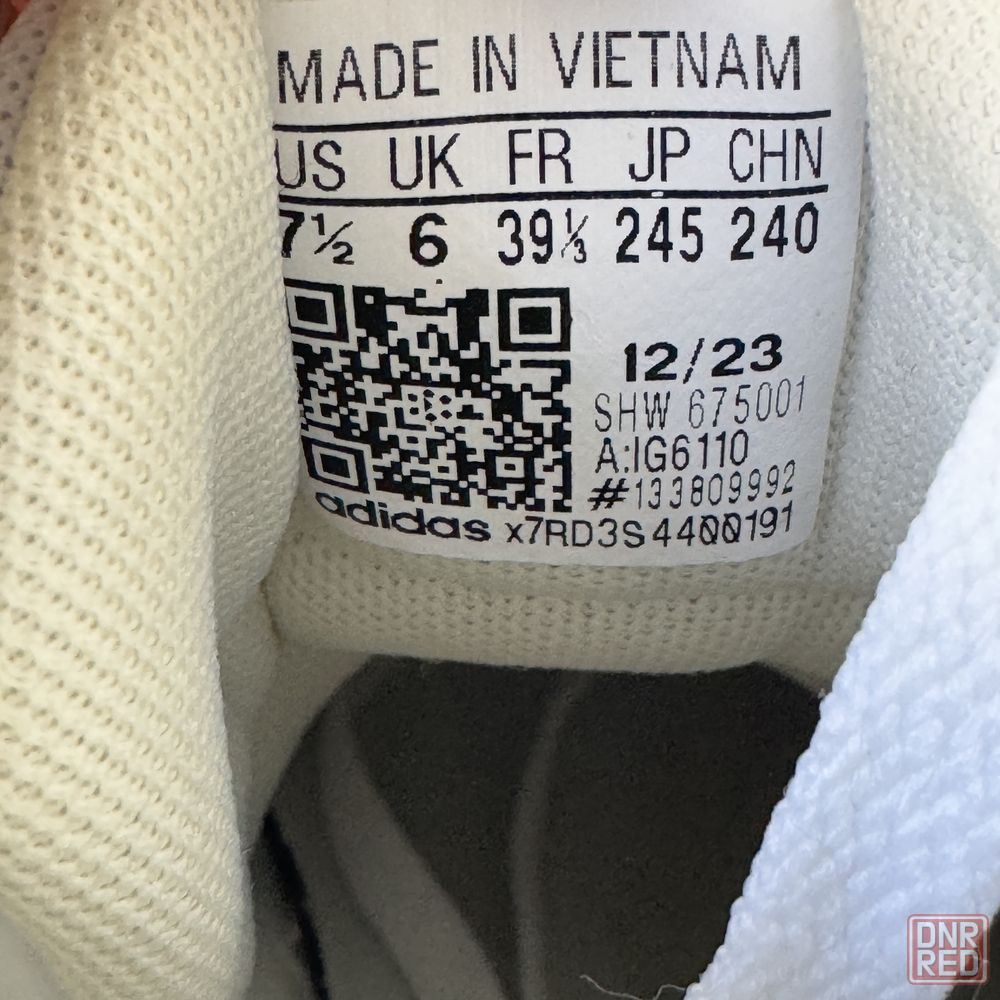 MADE IN VIETNAM
US UK FR JP CHN
7½ 6 39⅓ 245 240
12/23
SHW 675001
A:IG6110
#133809992
adidas x7RD3S4400191
DNR
RED